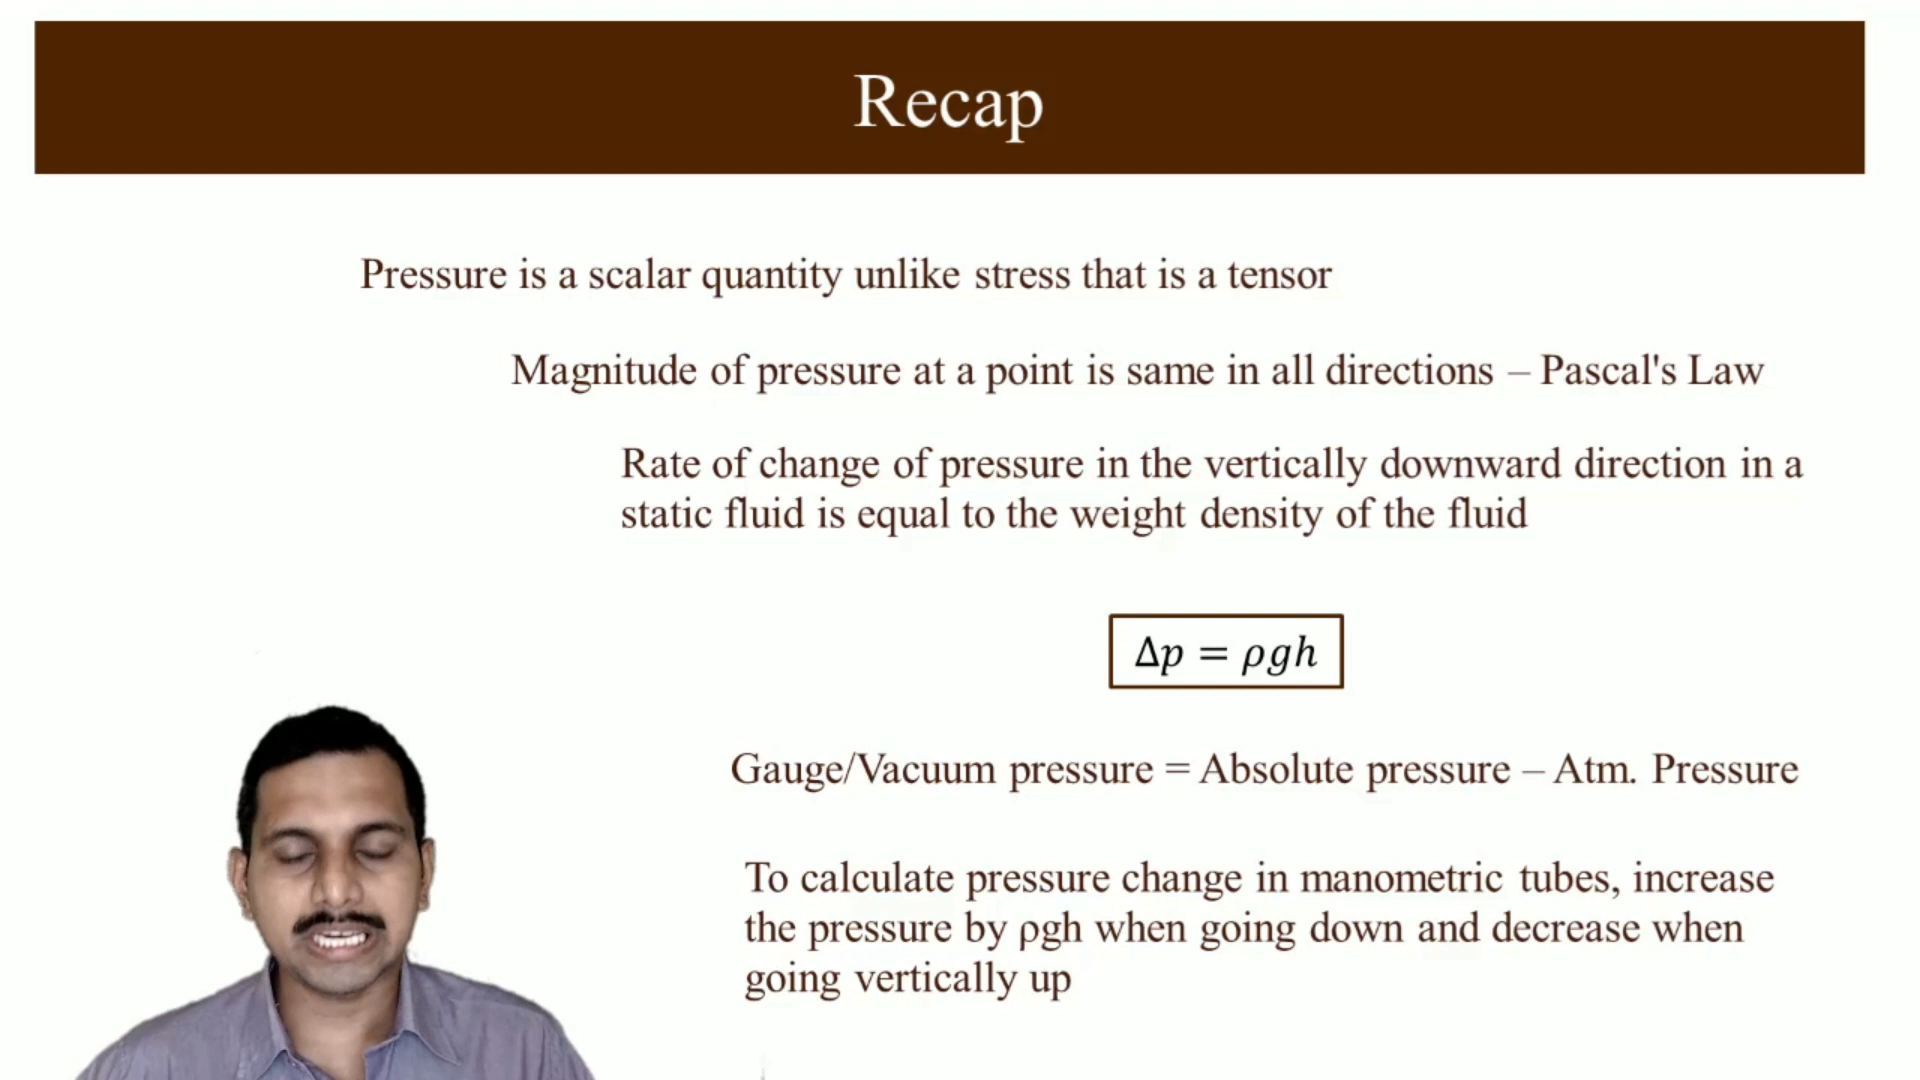 Recap
Pressure is a scalar quantity unlike stress that is a tensor
Magnitude of pressure at a point is same in all directions – Pascal's Law
Rate of change of pressure in the vertically downward direction in a
static fluid is equal to the weight density of the fluid
Δp = ρgh
Gauge/Vacuum pressure = Absolute pressure – Atm. Pressure
To calculate pressure change in manometric tubes, increase
the pressure by ρgh when going down and decrease when
going vertically up